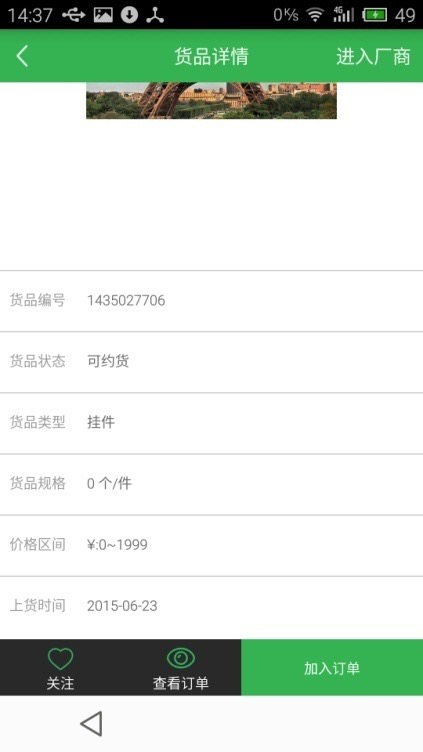 14:37 0K/s 4G 49
货品详情 进入厂商
货品编号 1435027706
货品状态 可约货
货品类型 挂件
货品规格 0 个/件
价格区间 ¥:0~1999
上货时间 2015-06-23
关注 查看订单 加入订单